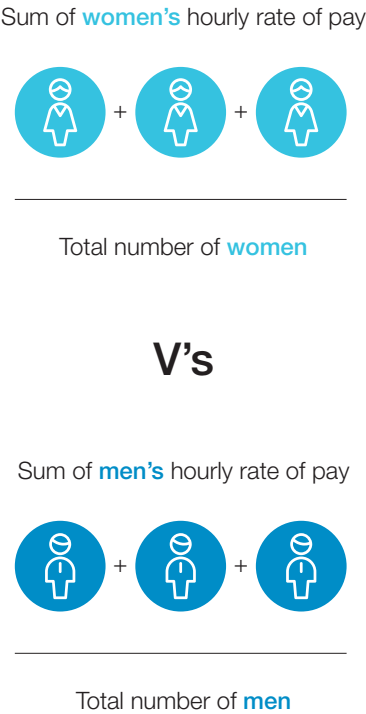 Sum of women’s hourly rate of pay
+ +
Total number of women
V’s
Sum of men’s hourly rate of pay
+ +
Total number of men